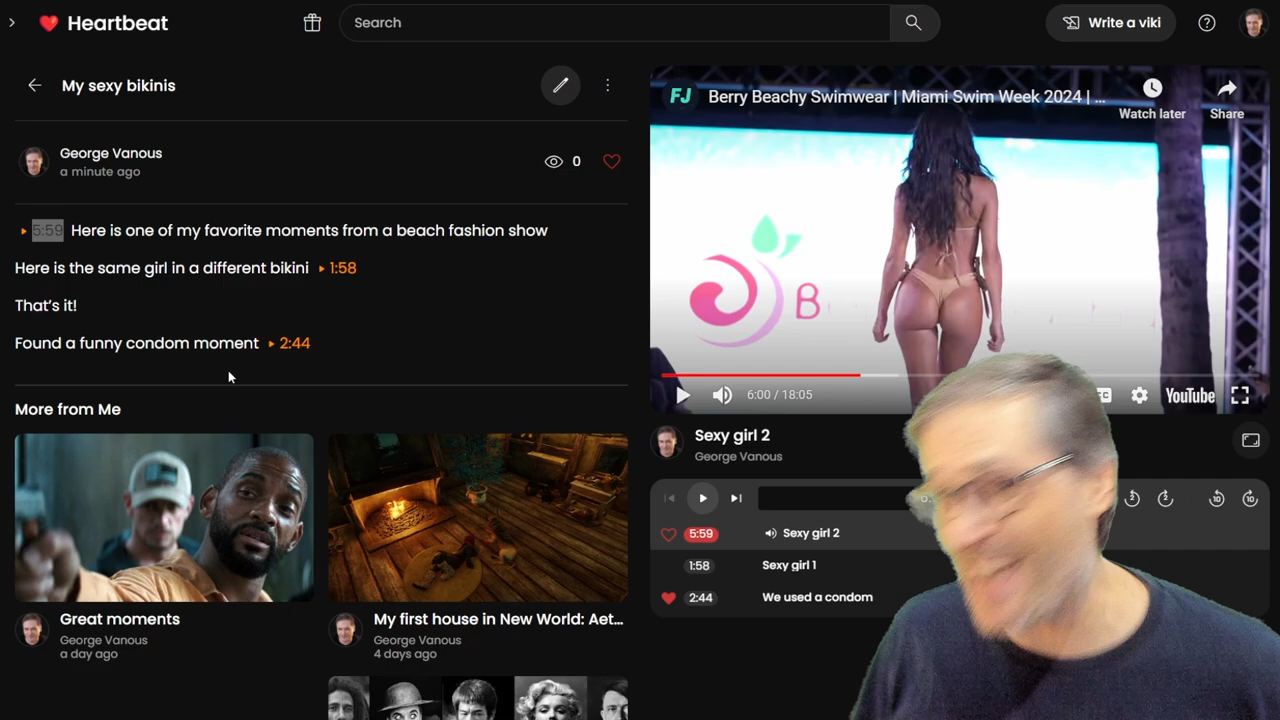 Heartbeat
Search
Write a viki
My sexy bikinis
George Vanous
a minute ago
0
5:59 Here is one of my favorite moments from a beach fashion show
Here is the same girl in a different bikini 1:58
That's it!
Found a funny condom moment 2:44
More from Me
Great moments
George Vanous
a day ago
My first house in New World: Aet...
George Vanous
4 days ago
FJ Berry Beachy Swimwear | Miami Swim Week 2024 | ...
Watch later
Share
B
6:00 / 18:05
YouTube
Sexy girl 2
George Vanous
2
2
10
10
5:59 Sexy girl 2
1:58 Sexy girl 1
2:44 We used a condom